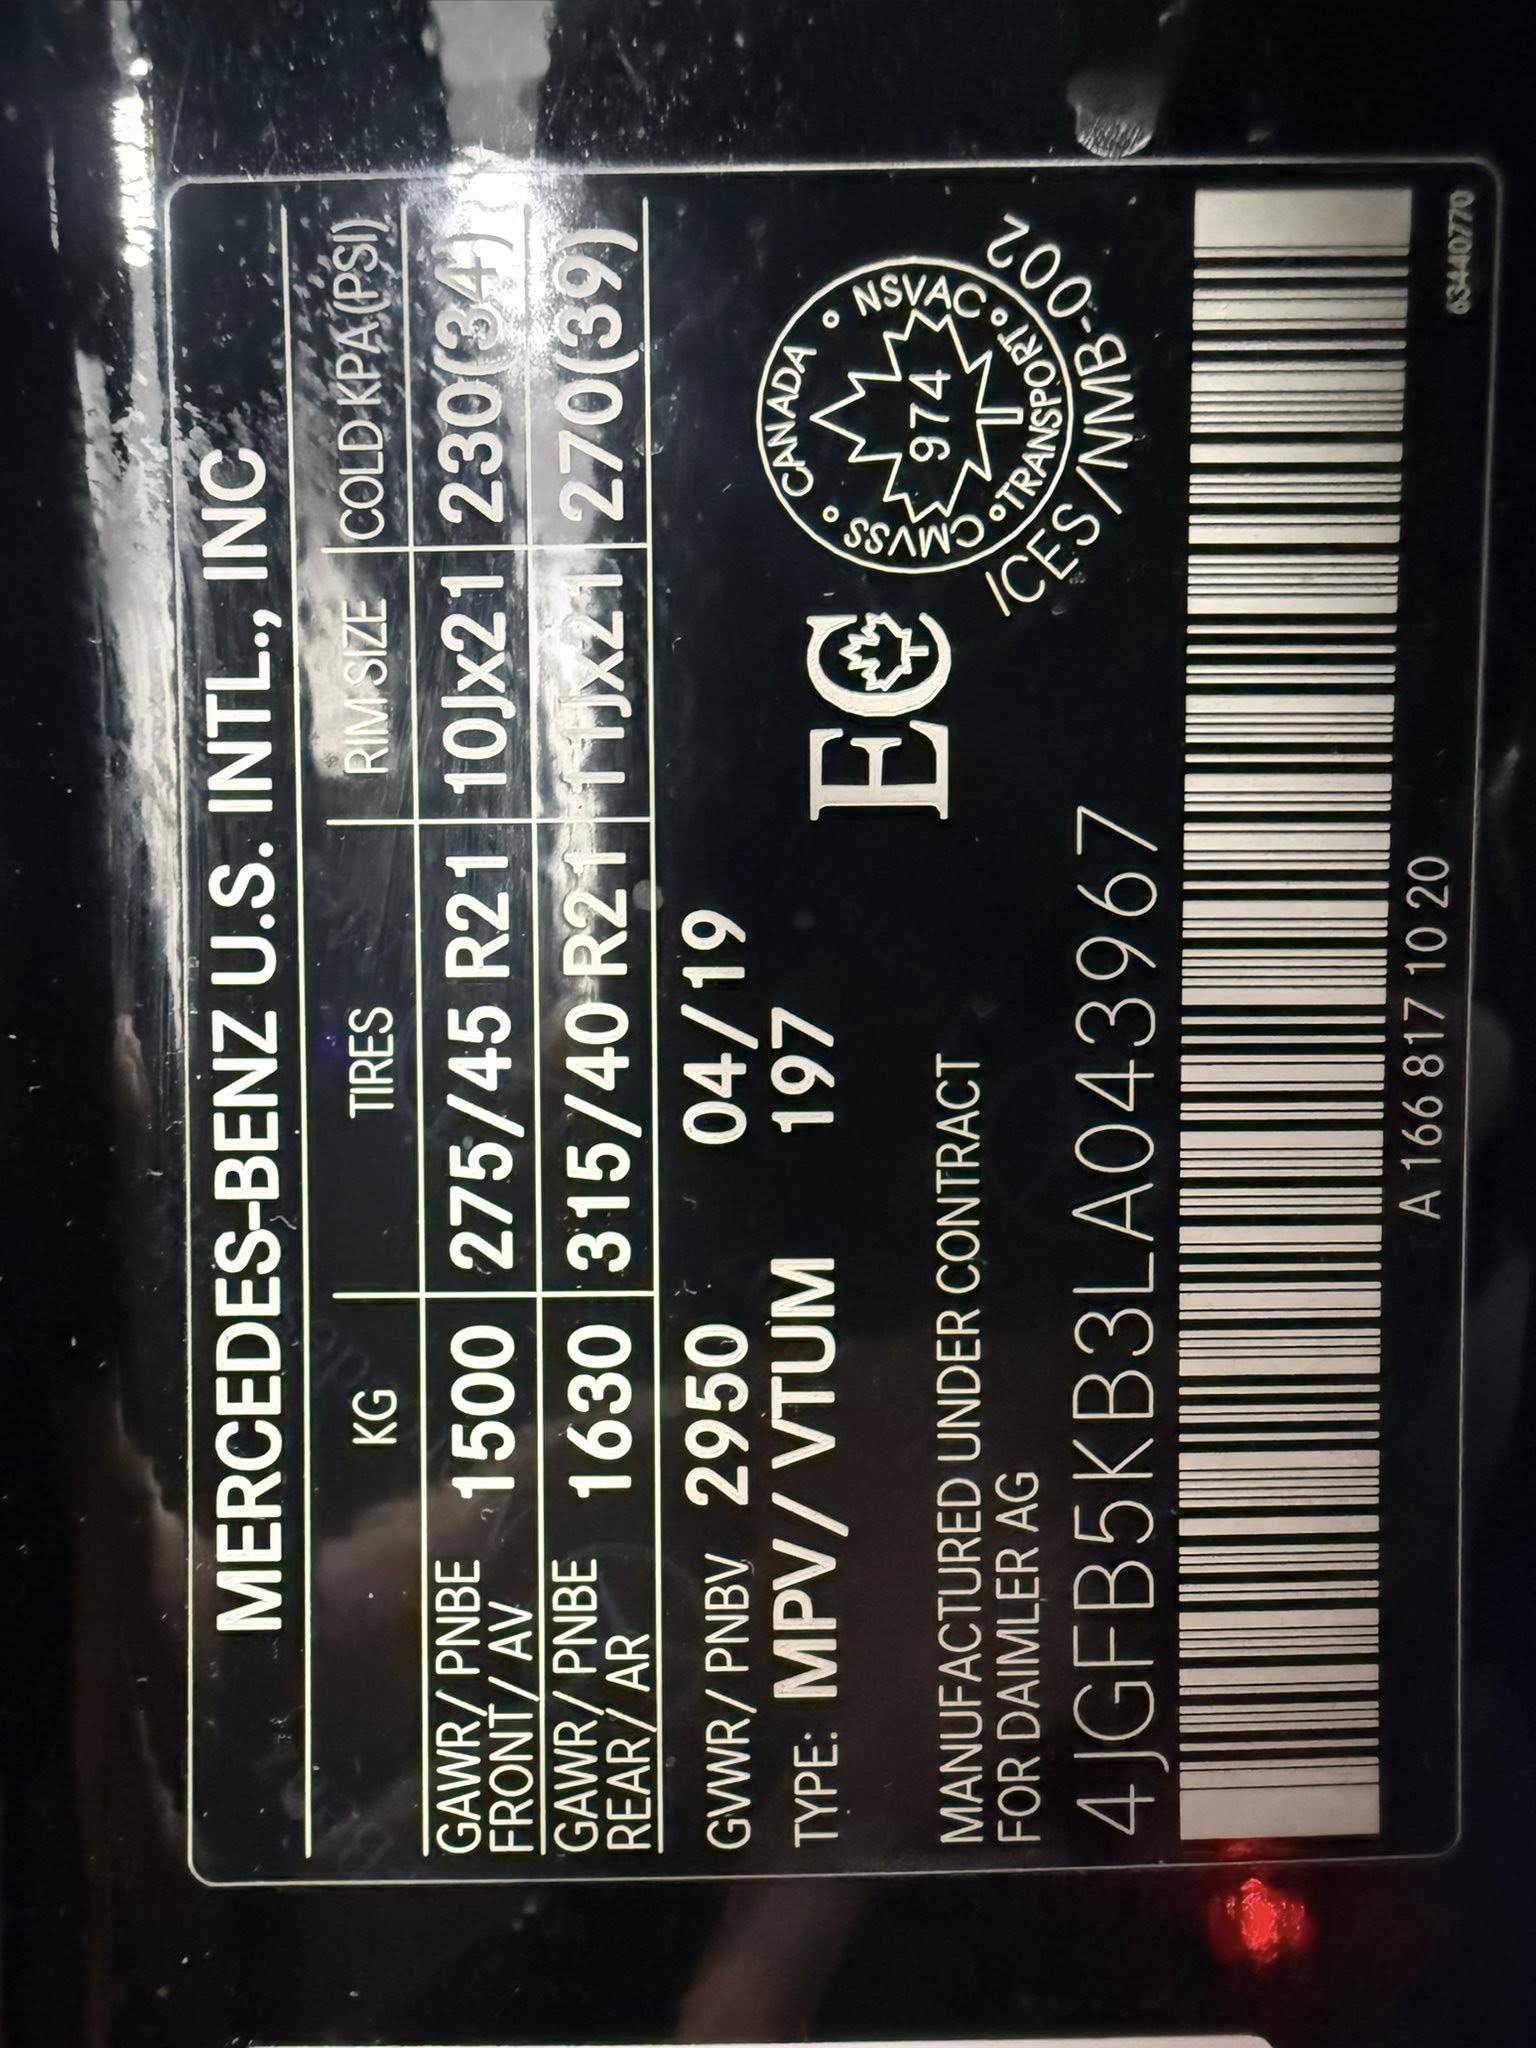 MERCEDES-BENZ U.S. INTL., INC
KG TIRES RIM SIZE COLD KPA (PSI)
GAWR/ PNBE FRONT/ AV 1500 275/45 R21 10Jx21 230(34)
GAWR/ PNBE REAR/ AR 1630 315/40 R21 11Jx21 270(39)
GVWR/ PNBV 2950 04/19
TYPE: MPV/ VTUM 197
EC
CANADA • NSVAC • TRANSPORT • CMVSS •
974
ICES/NMB-002
MANUFACTURED UNDER CONTRACT
FOR DAIMLER AG
4JGFB5KB3LA043967
A 166 817 10 20
63440770